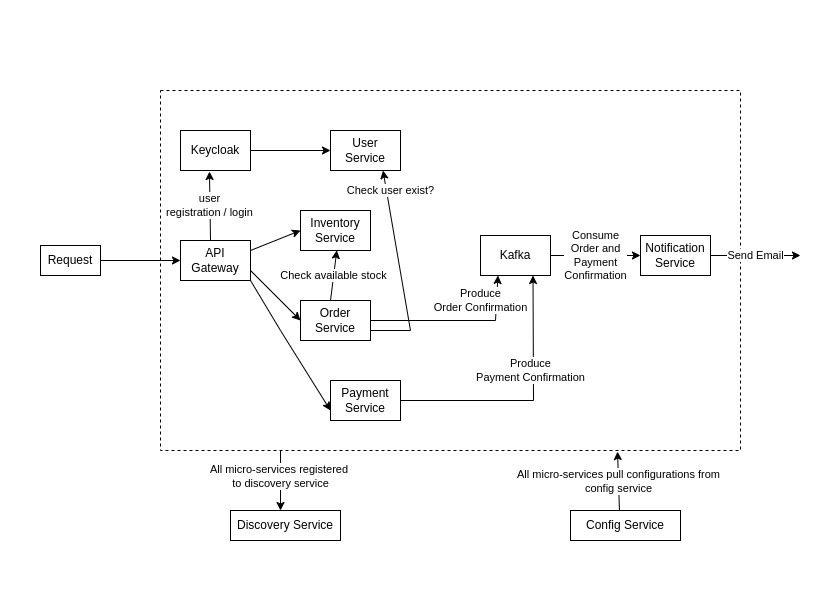 Keycloak
User
Service
user
registration / login
Check user exist?
Inventory
Service
Request
API
Gateway
Check available stock
Order
Service
Kafka
Consume
Order and
Payment
Confirmation
Notification
Service
Send Email
Produce
Order Confirmation
Produce
Payment Confirmation
Payment
Service
All micro-services registered
to discovery service
All micro-services pull configurations from
config service
Discovery Service
Config Service